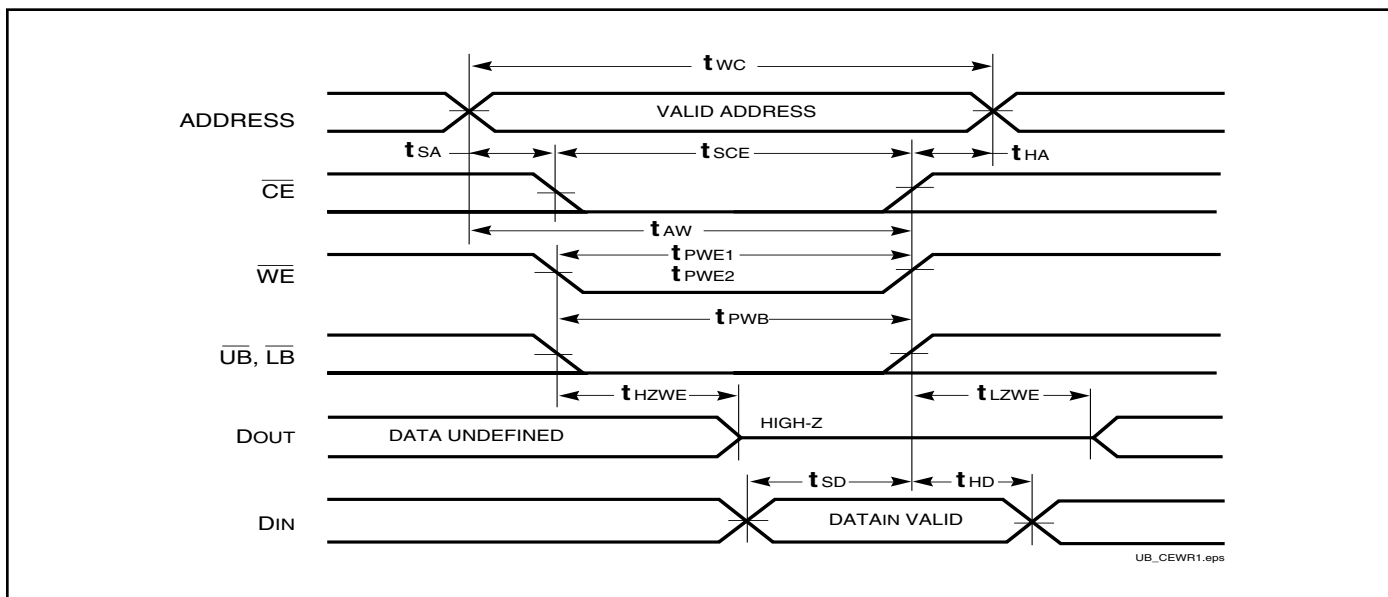 tWC
ADDRESS VALID ADDRESS
tSA tSCE tHA
CE
tAW
tPWE1
WE tPWE2
tPWB
UB, LB
tHZWE tLZWE
DOUT DATA UNDEFINED HIGH-Z
tSD tHD
DIN DATAIN VALID
UB_CEWR1.eps